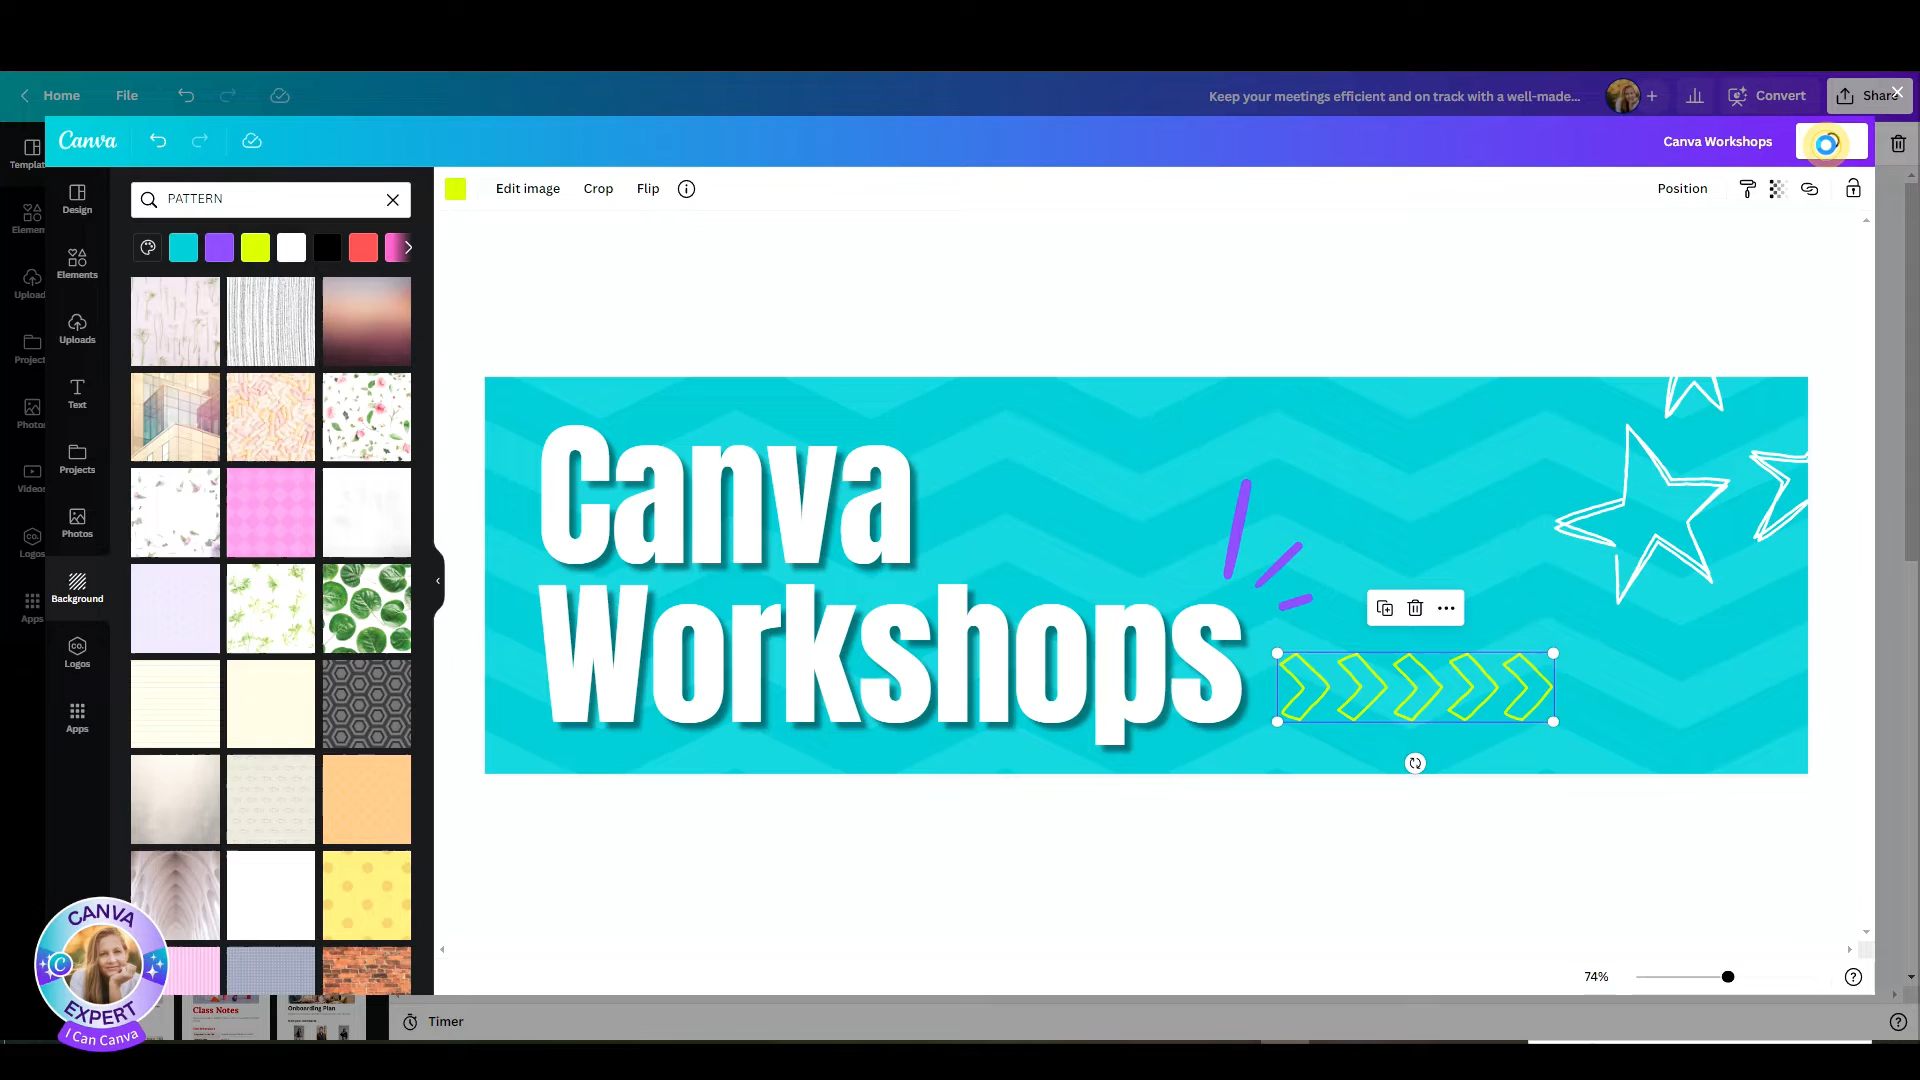 Home
File
Keep your meetings efficient and on track with a well-made...
Convert
Share
Canva
Canva Workshops
Templat
Elemen
Upload
Project
Photos
Videos
Logos
Apps
Design
Elements
Uploads
Text
Projects
Photos
Background
Logos
Apps
PATTERN
Edit image
Crop
Flip
Position
Canva
Workshops
74%
Class Notes
Onboarding Plan
Timer
CANVA
EXPERT
I Can Canva